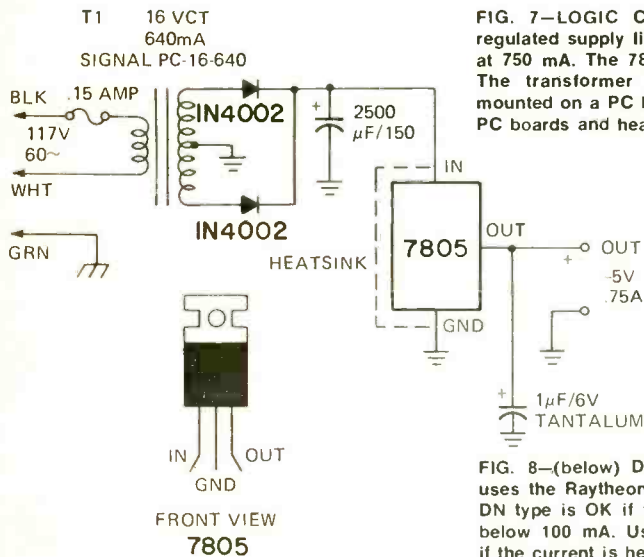 T1 16 VCT
640mA
SIGNAL PC-16-640
BLK
.15 AMP
117V
60~
WHT
GRN
IN4002
IN4002
+
2500
μF/150
IN
7805
OUT
GND
HEATSINK
+
OUT
-5V
.75A
+
1μF/6V
TANTALUM
IN
GND
OUT
FRONT VIEW
7805
FIG. 7—LOGIC C
regulated supply li
at 750 mA. The 78
The transformer
mounted on a PC
PC boards and hea
FIG. 8—(below) D
uses the Raytheon
DN type is OK if
below 100 mA. Us
if the current is he